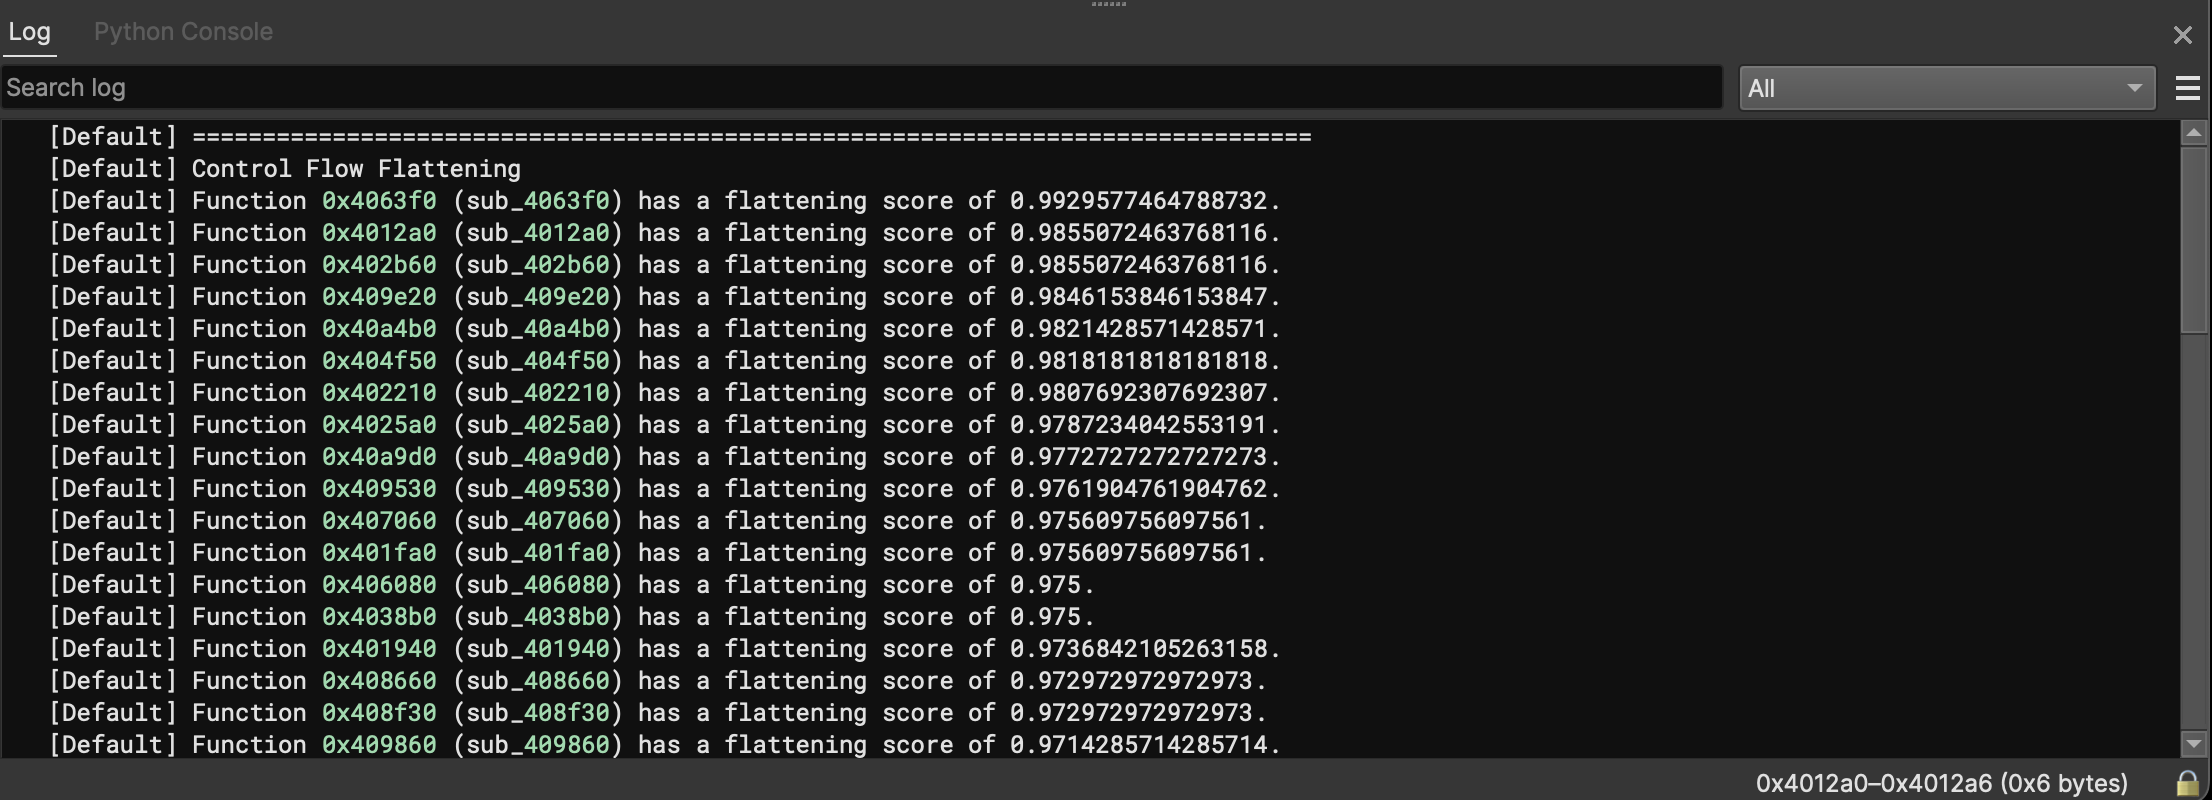 Log Python Console
Search log All
[Default] ==============================================================================
[Default] Control Flow Flattening
[Default] Function 0x4063f0 (sub_4063f0) has a flattening score of 0.9929577464788732.
[Default] Function 0x4012a0 (sub_4012a0) has a flattening score of 0.9855072463768116.
[Default] Function 0x402b60 (sub_402b60) has a flattening score of 0.9855072463768116.
[Default] Function 0x409e20 (sub_409e20) has a flattening score of 0.9846153846153847.
[Default] Function 0x40a4b0 (sub_40a4b0) has a flattening score of 0.9821428571428571.
[Default] Function 0x404f50 (sub_404f50) has a flattening score of 0.9818181818181818.
[Default] Function 0x402210 (sub_402210) has a flattening score of 0.9807692307692307.
[Default] Function 0x4025a0 (sub_4025a0) has a flattening score of 0.9787234042553191.
[Default] Function 0x40a9d0 (sub_40a9d0) has a flattening score of 0.9772727272727273.
[Default] Function 0x409530 (sub_409530) has a flattening score of 0.9761904761904762.
[Default] Function 0x407060 (sub_407060) has a flattening score of 0.975609756097561.
[Default] Function 0x401fa0 (sub_401fa0) has a flattening score of 0.975609756097561.
[Default] Function 0x406080 (sub_406080) has a flattening score of 0.975.
[Default] Function 0x4038b0 (sub_4038b0) has a flattening score of 0.975.
[Default] Function 0x401940 (sub_401940) has a flattening score of 0.9736842105263158.
[Default] Function 0x408660 (sub_408660) has a flattening score of 0.972972972972973.
[Default] Function 0x408f30 (sub_408f30) has a flattening score of 0.972972972972973.
[Default] Function 0x409860 (sub_409860) has a flattening score of 0.9714285714285714.
0x4012a0–0x4012a6 (0x6 bytes)